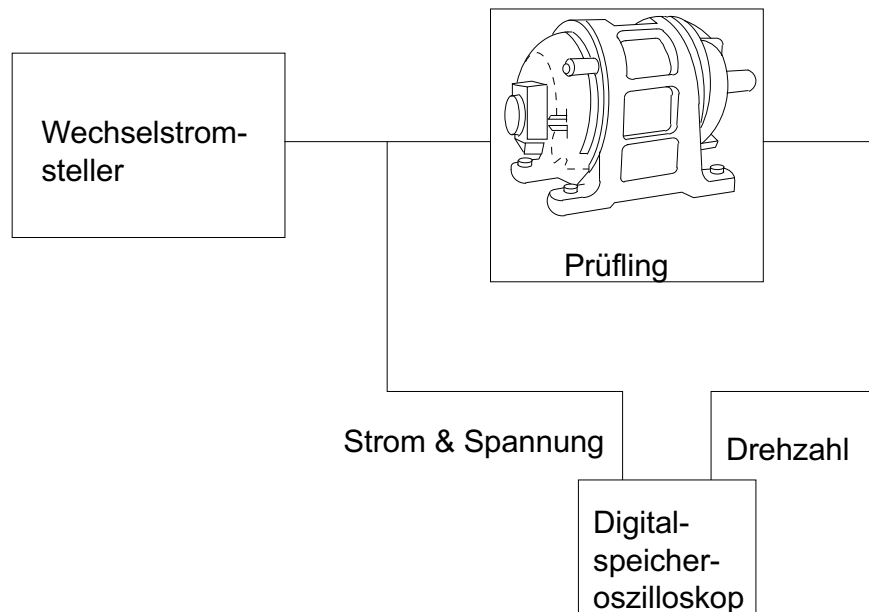 Wechselstrom-
steller
Prüfling
Strom & Spannung
Drehzahl
Digital-
speicher-
oszilloskop